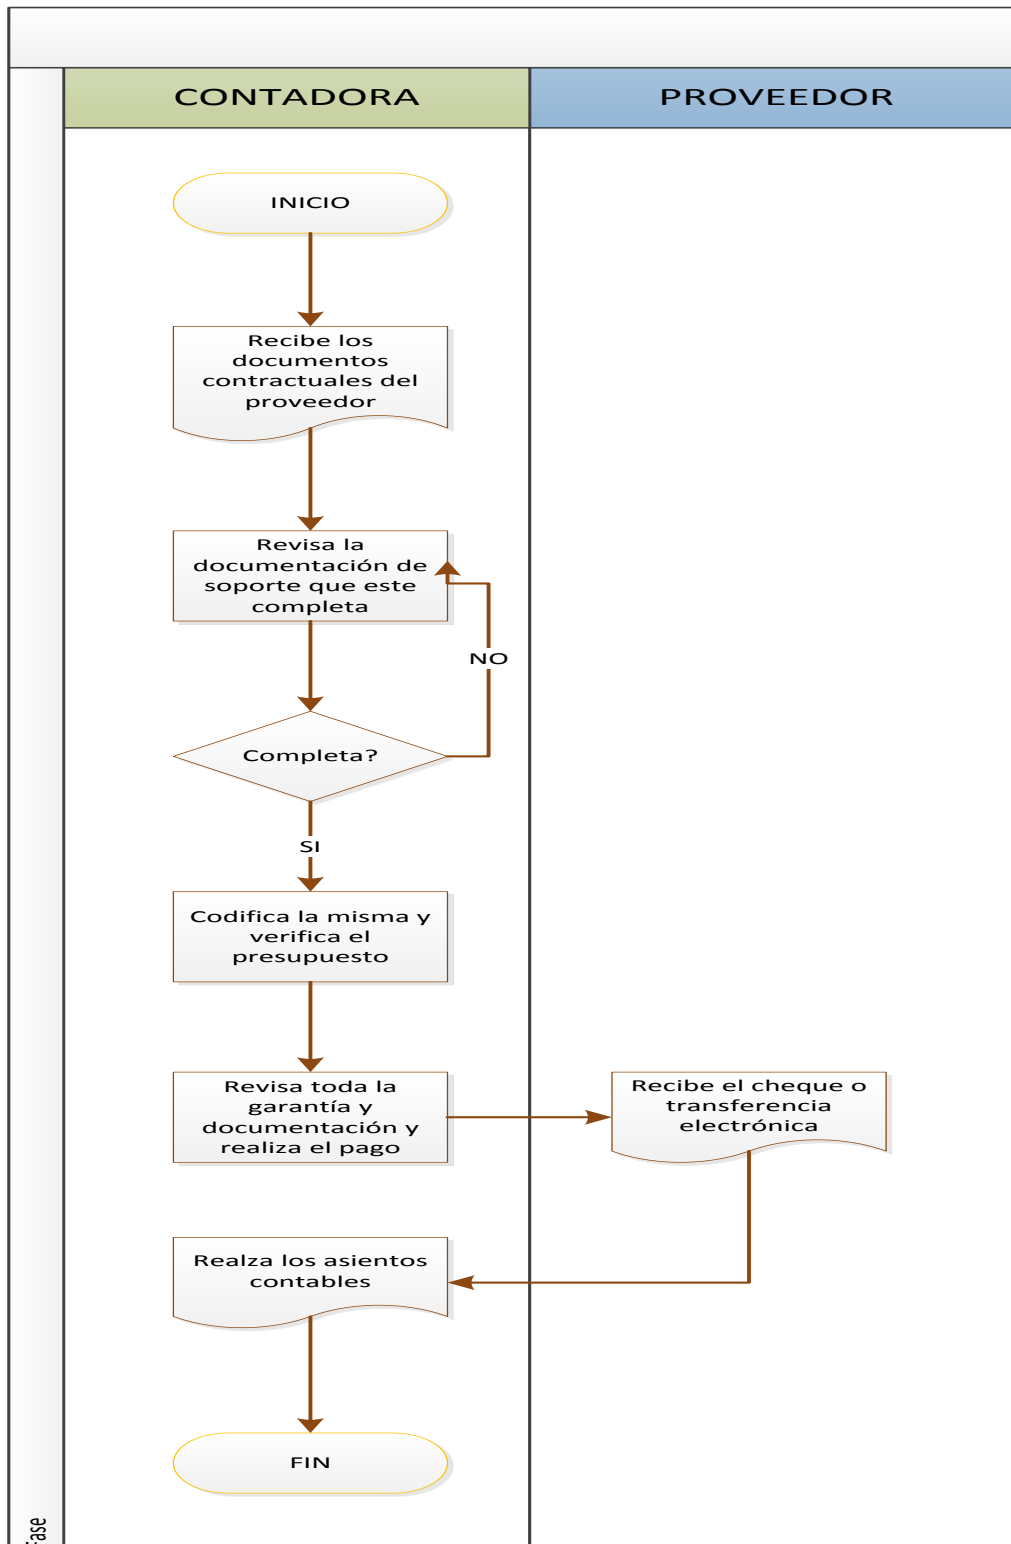 CONTADORA
PROVEEDOR
INICIO
Recibe los
documentos
contractuales del
proveedor
Revisa la
documentación de
soporte que este
completa
NO
Completa?
SI
Codifica la misma y
verifica el
presupuesto
Revisa toda la
garantía y
documentación y
realiza el pago
Recibe el cheque o
transferencia
electrónica
Realza los asientos
contables
FIN
Fase